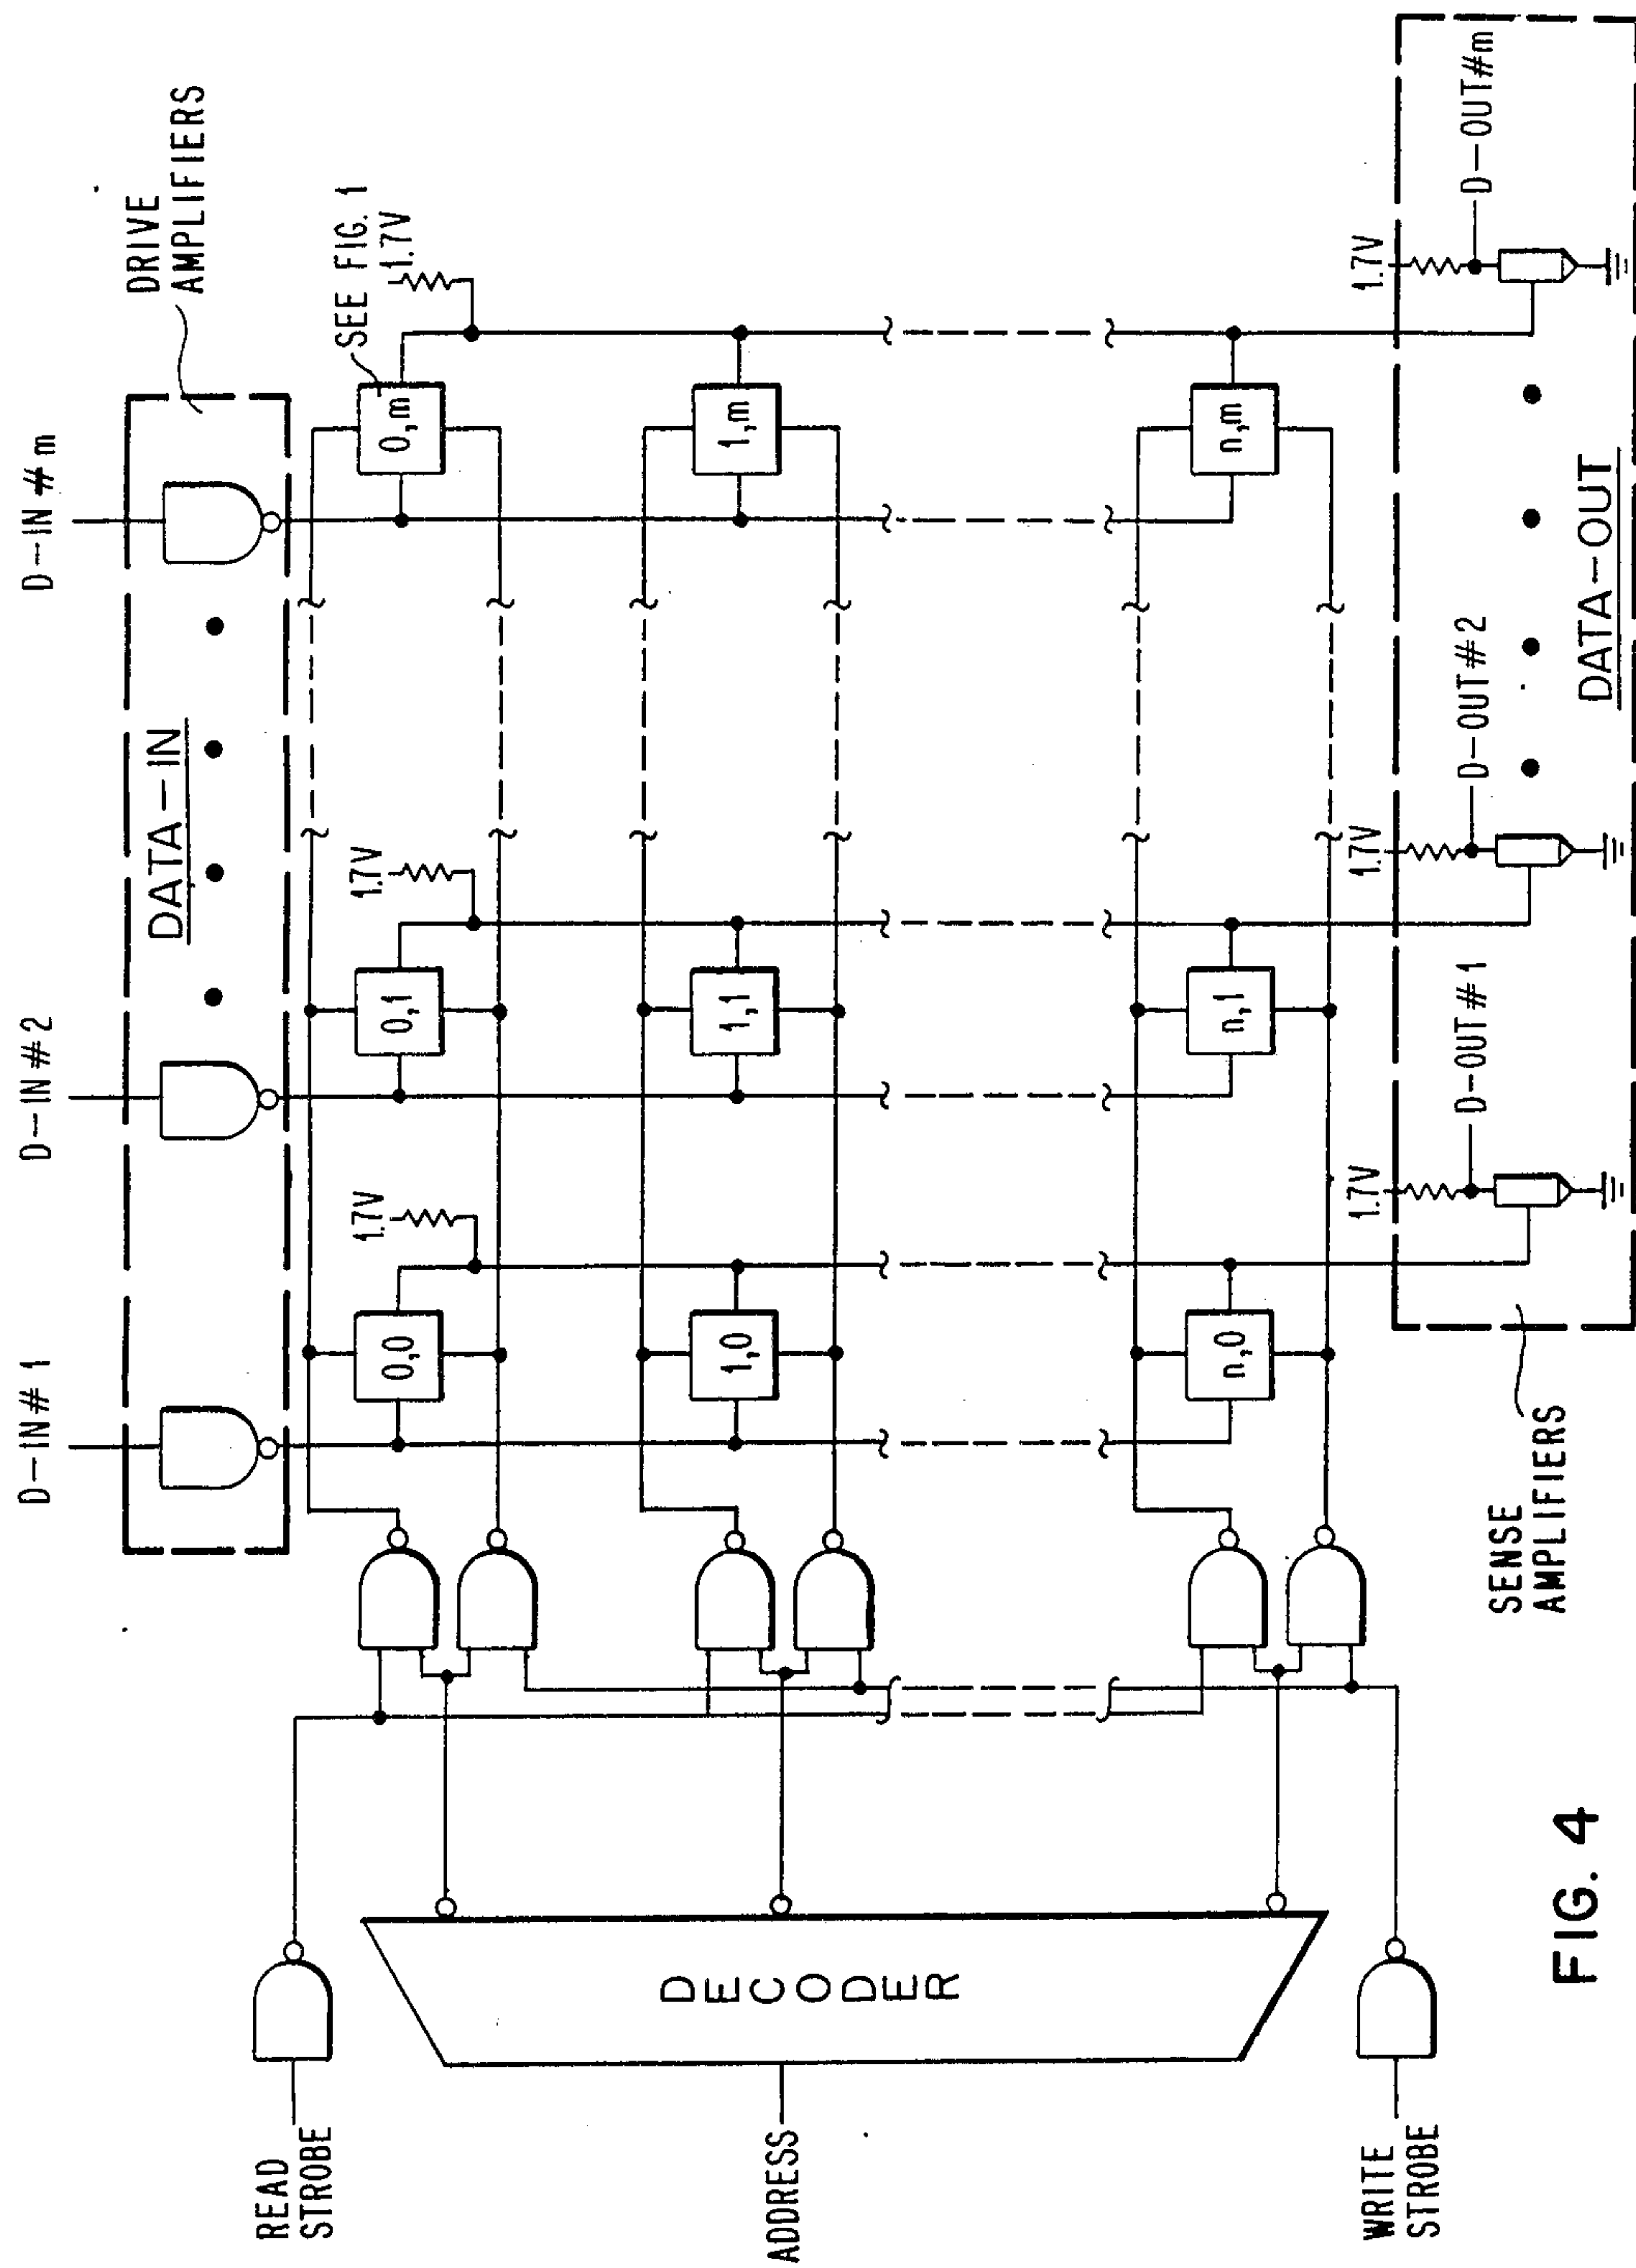 D-IN#1
D-IN#2
D-IN#m
DRIVE
AMPLIFIERS
DATA-IN
SEE FIG. 1
1.7V
1.7V
1.7V
0,0
0,1
0,m
1,0
1,1
1,m
n,0
n,1
n,m
READ
STROBE
ADDRESS
DECODER
WRITE
STROBE
SENSE
AMPLIFIERS
1.7V
1.7V
1.7V
D-OUT#1
D-OUT#2
D-OUT#m
DATA-OUT
FIG. 4